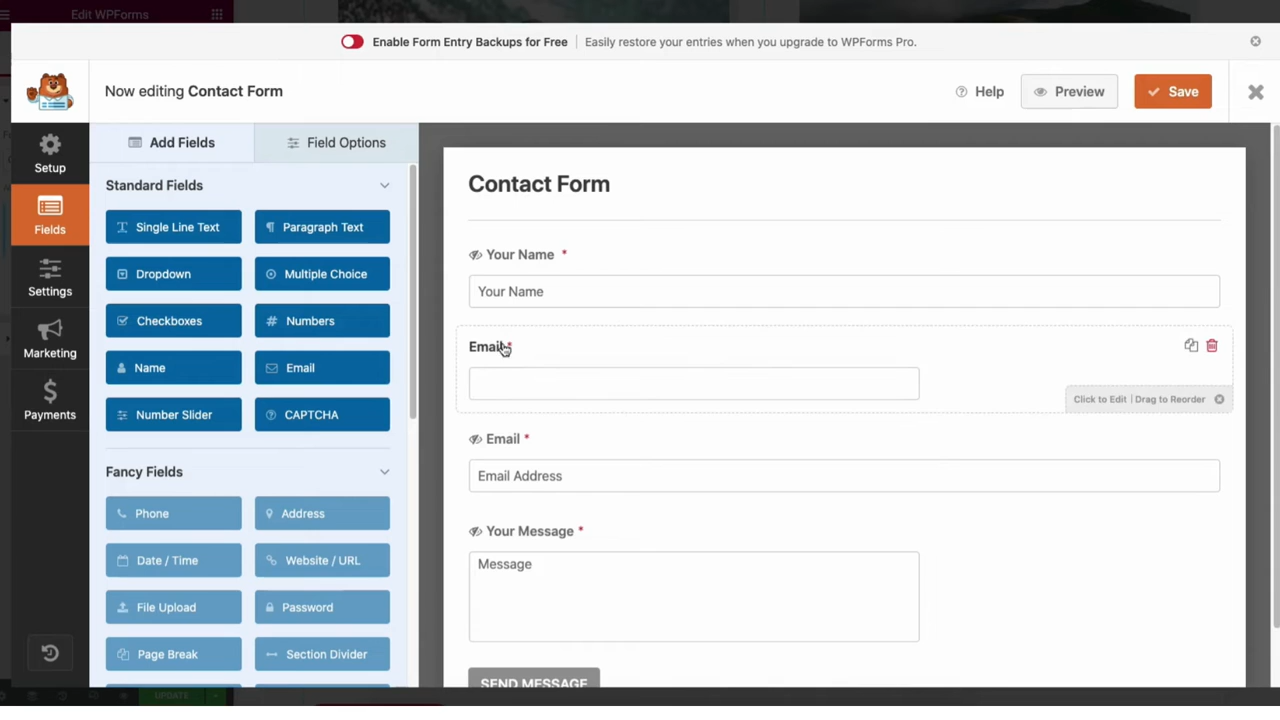 Edit WPForms
Enable Form Entry Backups for Free | Easily restore your entries when you upgrade to WPForms Pro.
Now editing Contact Form
Help
Preview
Save
Setup
Fields
Settings
Marketing
Payments
Add Fields
Field Options
Standard Fields
Single Line Text
Paragraph Text
Dropdown
Multiple Choice
Checkboxes
Numbers
Name
Email
Number Slider
CAPTCHA
Fancy Fields
Phone
Address
Date / Time
Website / URL
File Upload
Password
Page Break
Section Divider
Contact Form
Your Name *
Your Name
Email *
Click to Edit | Drag to Reorder
Email *
Email Address
Your Message *
Message
SEND MESSAGE
UPDATE